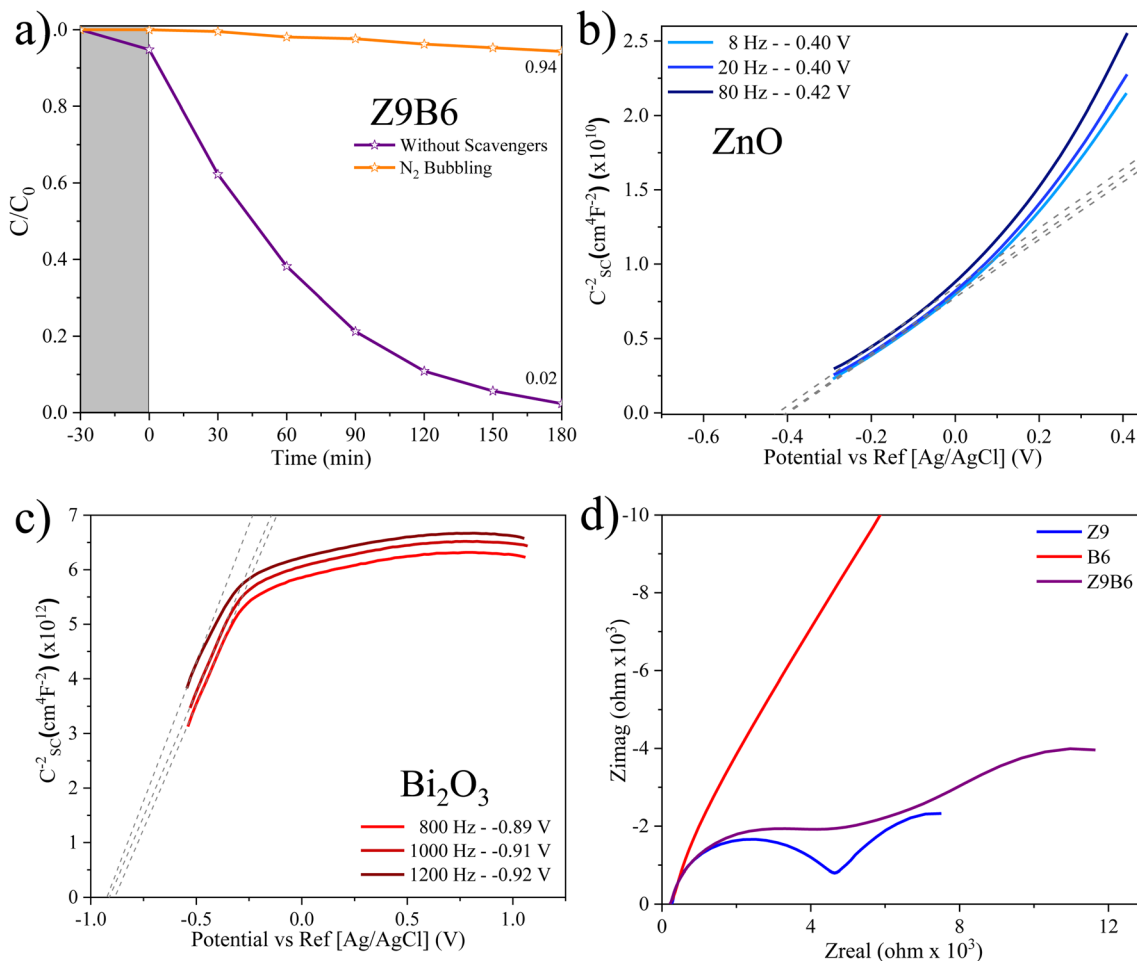 a)
C/C0
.0
0.8
0.6
0.4
0.2
0.0
-30 0 30 60 90 120 150 180
Time (min)
Z9B6
Without Scavengers
N2 Bubbling
0.94
0.02
b)
C-2SC(cm4F-2) (x1010)
2.5
2.0
1.5
1.0
0.5
0.0
-0.6 -0.4 -0.2 0.0 0.2 0.4
Potential vs Ref [Ag/AgCl] (V)
8 Hz - - 0.40 V
20 Hz - - 0.40 V
80 Hz - - 0.42 V
ZnO
c)
C-2SC(cm4F-2) (x1012)
7
6
5
4
3
2
1
0
-1.0 -0.5 0.0 0.5 1.0
Potential vs Ref [Ag/AgCl] (V)
Bi2O3
800 Hz - -0.89 V
1000 Hz - -0.91 V
1200 Hz - -0.92 V
d)
Zimag (ohm x103)
-10
-8
-6
-4
-2
0
0 4 8 12
Zreal (ohm x 103)
Z9
B6
Z9B6